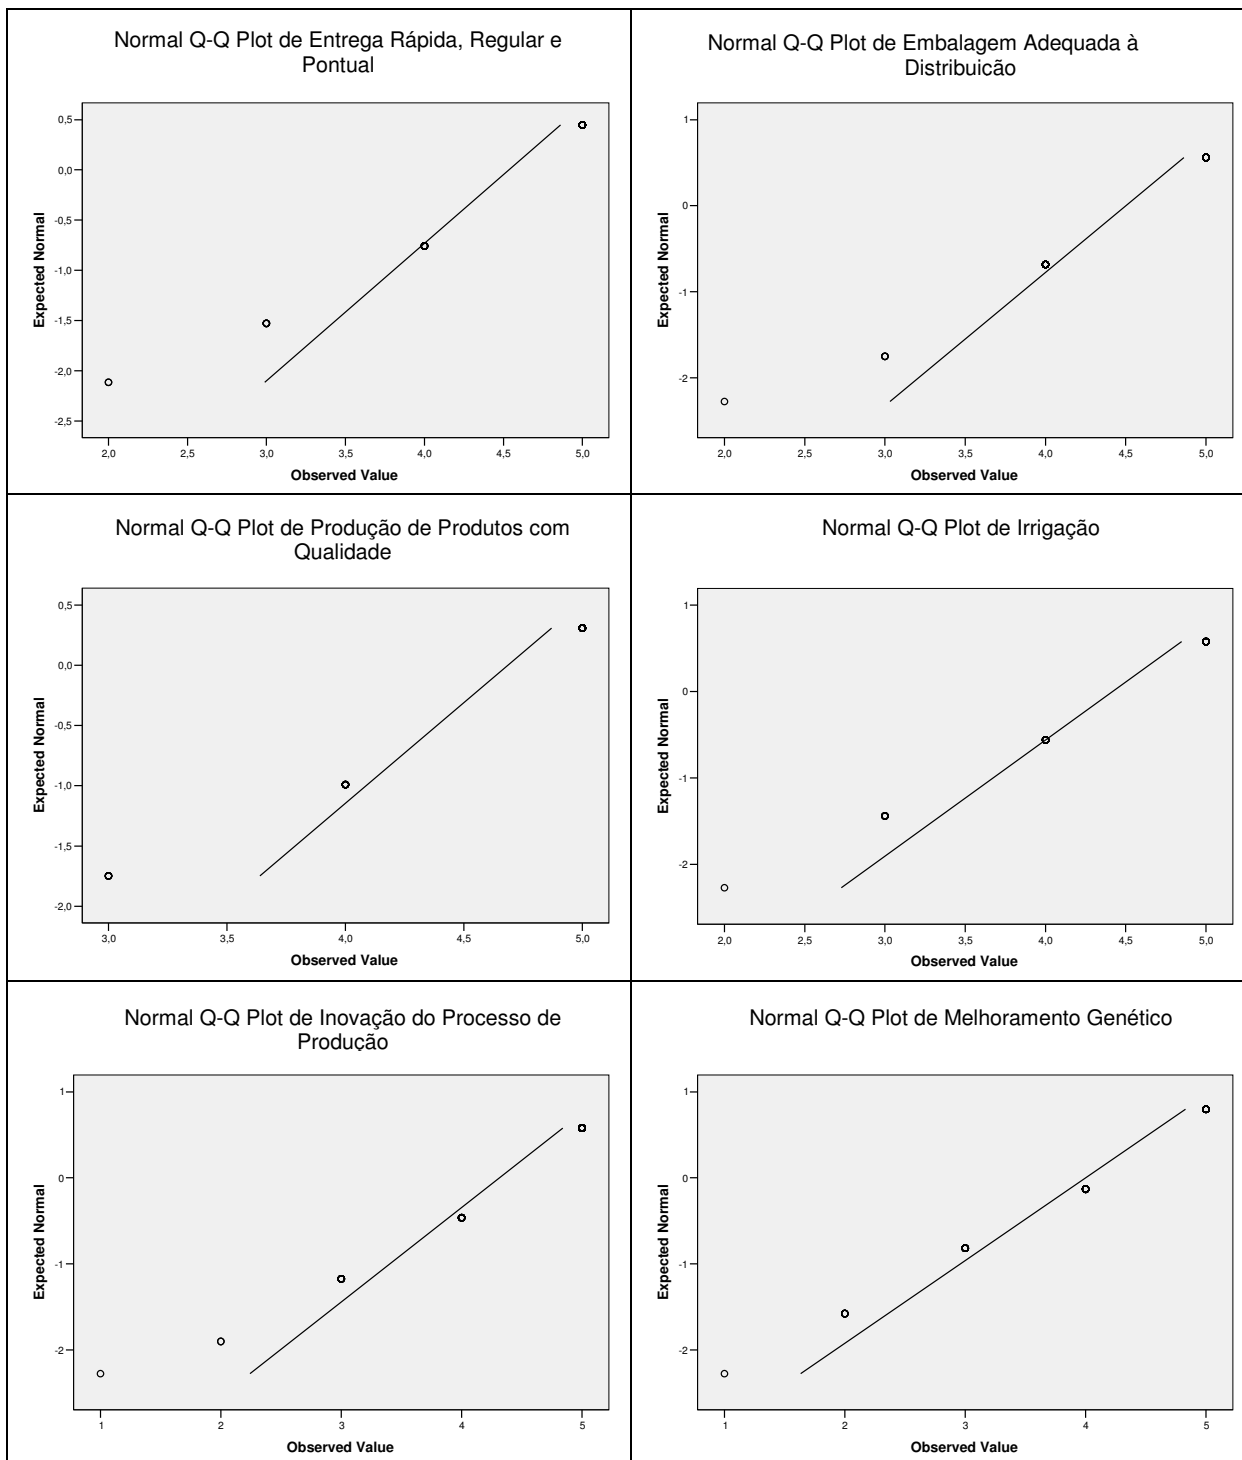 Normal Q-Q Plot de Entrega Rápida, Regular e
Pontual
0,5
0,0
-0,5
-1,0
-1,5
-2,0
-2,5
Expected Normal
2,0 2,5 3,0 3,5 4,0 4,5 5,0
Observed Value
Normal Q-Q Plot de Embalagem Adequada à
Distribuicão
1
0
-1
-2
Expected Normal
2,0 2,5 3,0 3,5 4,0 4,5 5,0
Observed Value
Normal Q-Q Plot de Produção de Produtos com
Qualidade
0,5
0,0
-0,5
-1,0
-1,5
-2,0
Expected Normal
3,0 3,5 4,0 4,5 5,0
Observed Value
Normal Q-Q Plot de Irrigação
1
0
-1
-2
Expected Normal
2,0 2,5 3,0 3,5 4,0 4,5 5,0
Observed Value
Normal Q-Q Plot de Inovação do Processo de
Produção
1
0
-1
-2
Expected Normal
1 2 3 4 5
Observed Value
Normal Q-Q Plot de Melhoramento Genético
1
0
-1
-2
Expected Normal
1 2 3 4 5
Observed Value